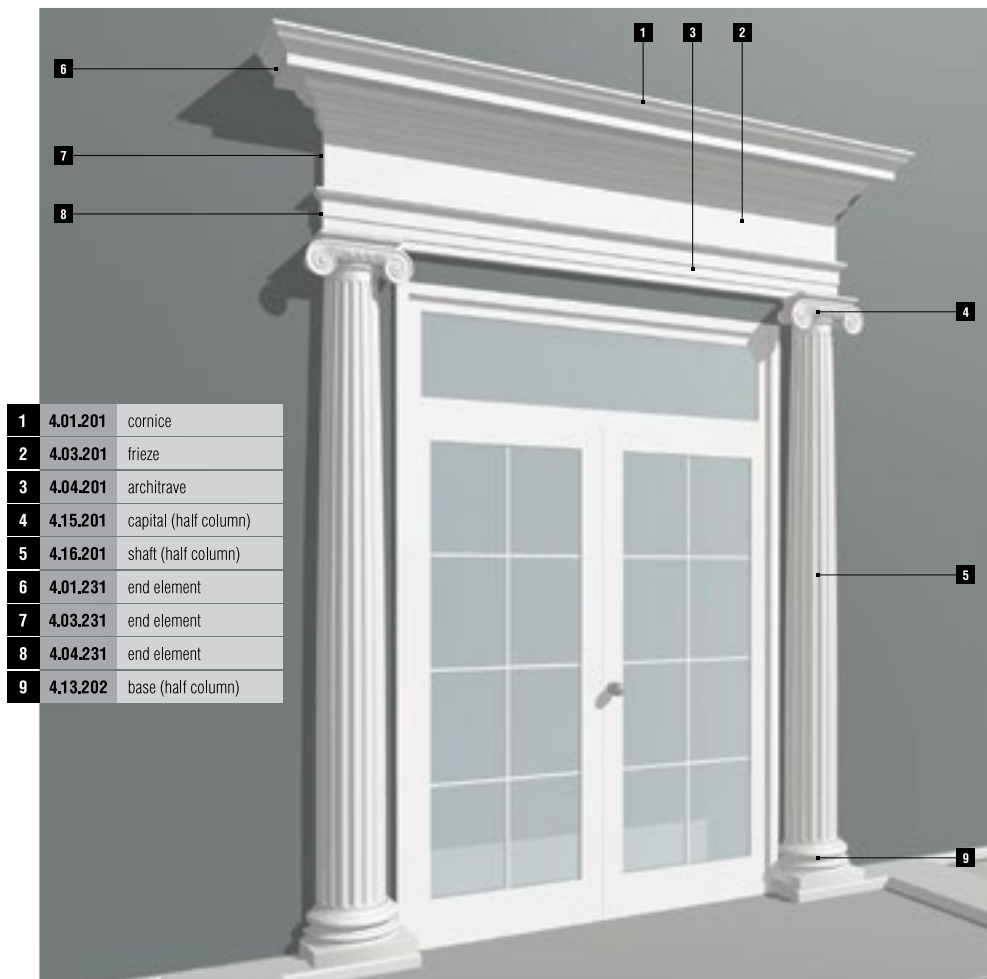 1
3
2
6
7
8
4
1 4.01.201 cornice
2 4.03.201 frieze
3 4.04.201 architrave
4 4.15.201 capital (half column)
5 4.16.201 shaft (half column)
6 4.01.231 end element
7 4.03.231 end element
8 4.04.231 end element
9 4.13.202 base (half column)
5
9